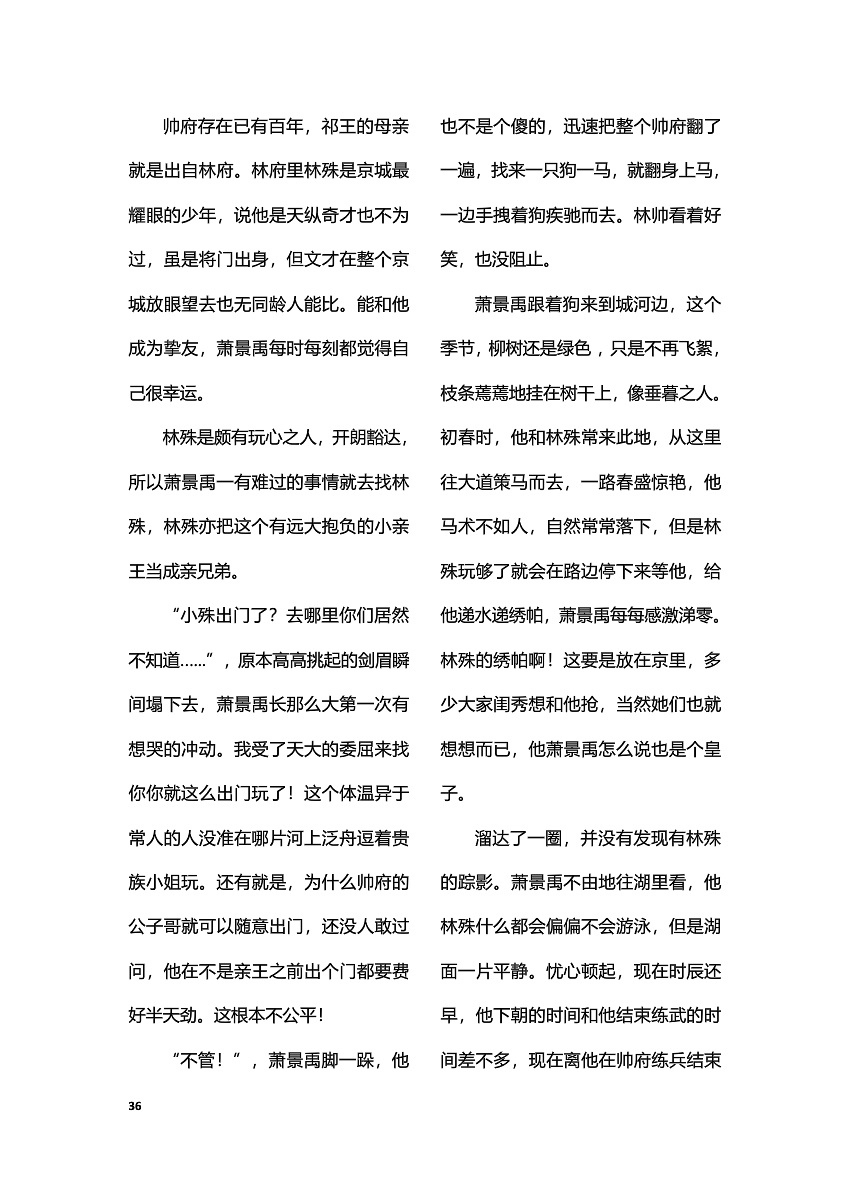 帅府存在已有百年，祁王的母亲
就是出自林府。林府里林殊是京城最
耀眼的少年，说他是天纵奇才也不为
过，虽是将门出身，但文才在整个京
城放眼望去也无同龄人能比。能和他
成为挚友，萧景禹每时每刻都觉得自
己很幸运。
林殊是颇有玩心之人，开朗豁达，
所以萧景禹一有难过的事情就去找林
殊，林殊亦把这个有远大抱负的小亲
王当成亲兄弟。
“小殊出门了？去哪里你们居然
不知道......”，原本高高挑起的剑眉瞬
间塌下去，萧景禹长那么大第一次有
想哭的冲动。我受了天大的委屈来找
你你就这么出门玩了！这个体温异于
常人的人没准在哪片河上泛舟逗着贵
族小姐玩。还有就是，为什么帅府的
公子哥就可以随意出门，还没人敢过
问，他在不是亲王之前出个门都要费
好半天劲。这根本不公平！
“不管！”，萧景禹脚一跺，他
也不是个傻的，迅速把整个帅府翻了
一遍，找来一只狗一马，就翻身上马，
一边手拽着狗疾驰而去。林帅看着好
笑，也没阻止。
萧景禹跟着狗来到城河边，这个
季节，柳树还是绿色，只是不再飞絮，
枝条蔫蔫地挂在树干上，像垂暮之人。
初春时，他和林殊常来此地，从这里
往大道策马而去，一路春盛惊艳，他
马术不如人，自然常常落下，但是林
殊玩够了就会在路边停下来等他，给
他递水递绣帕，萧景禹每每感激涕零。
林殊的绣帕啊！这要是放在京里，多
少大家闺秀想和他抢，当然她们也就
想想而已，他萧景禹怎么说也是个皇
子。
溜达了一圈，并没有发现有林殊
的踪影。萧景禹不由地往湖里看，他
林殊什么都会偏偏不会游泳，但是湖
面一片平静。忧心顿起，现在时辰还
早，他下朝的时间和他结束练武的时
间差不多，现在离他在帅府练兵结束
36